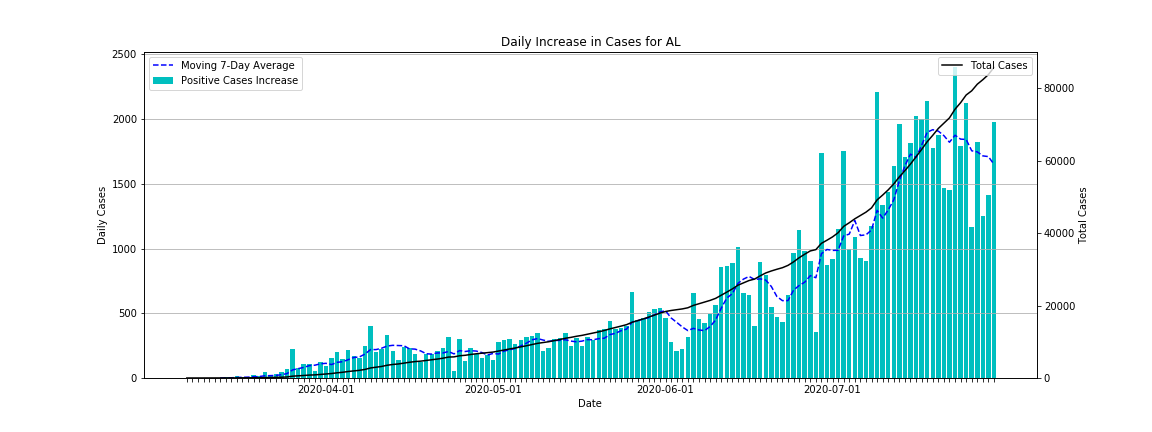 Daily Increase in Cases for AL
Moving 7-Day Average
Positive Cases Increase
Total Cases
2500
2000
1500
1000
500
0
80000
60000
40000
20000
0
Daily Cases
Total Cases
2020-04-01
2020-05-01
2020-06-01
2020-07-01
Date